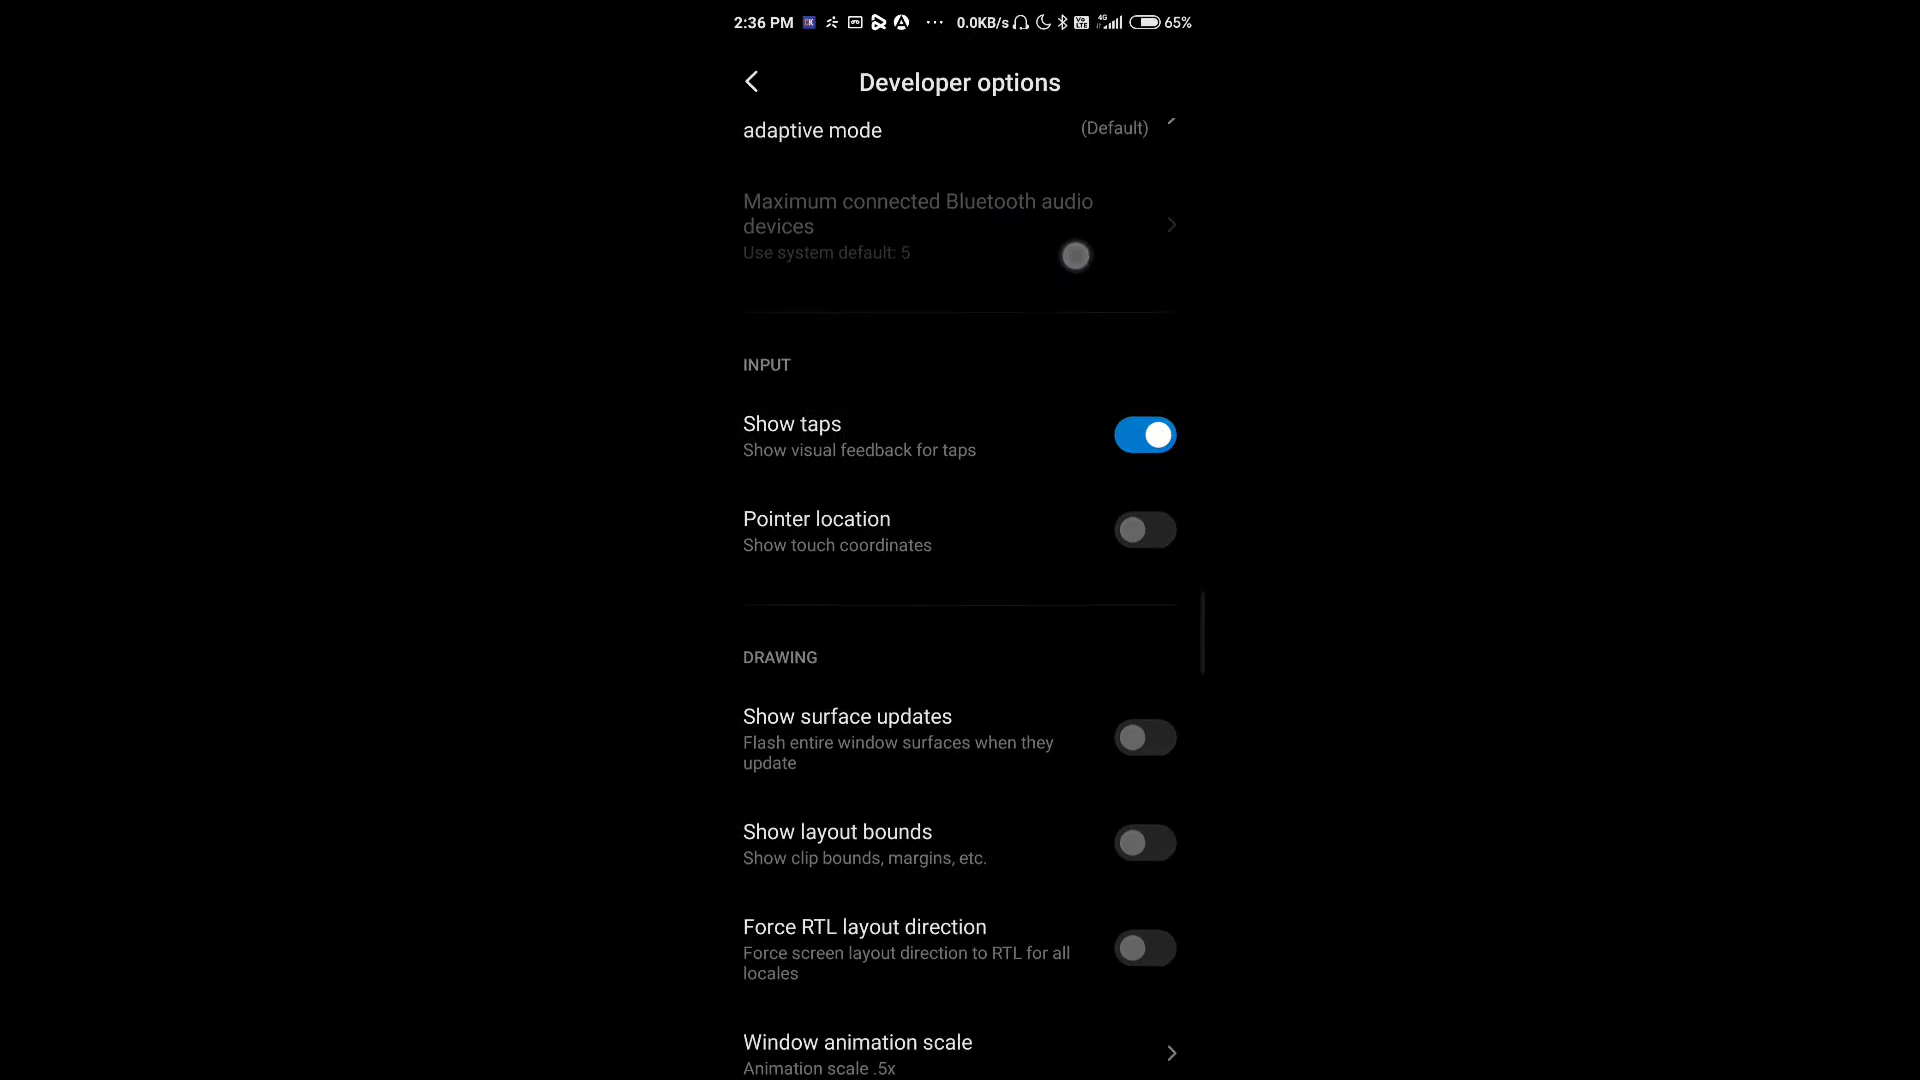 2:36 PM 0.0KB/s 4G 65%
Developer options
adaptive mode (Default)
Maximum connected Bluetooth audio
devices
Use system default: 5
INPUT
Show taps
Show visual feedback for taps
Pointer location
Show touch coordinates
DRAWING
Show surface updates
Flash entire window surfaces when they
update
Show layout bounds
Show clip bounds, margins, etc.
Force RTL layout direction
Force screen layout direction to RTL for all
locales
Window animation scale
Animation scale .5x